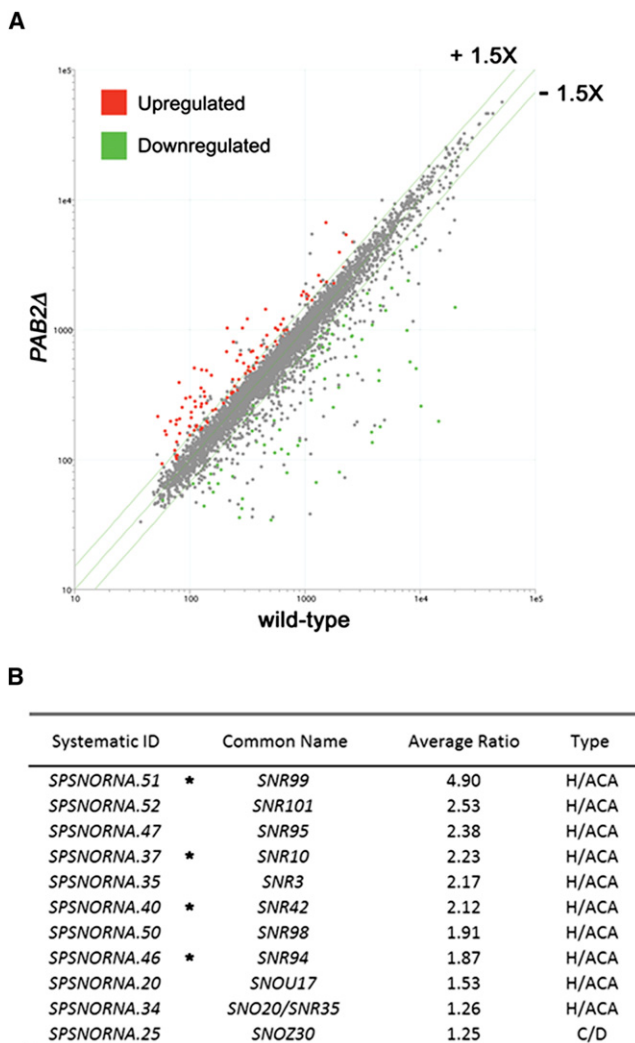 A
+ 1.5X
- 1.5X
Upregulated
Downregulated
1e5
1e4
1000
100
10
PAB2Δ
10 100 1000 1e4 1e5
wild-type
B
Systematic ID Common Name Average Ratio Type
SPSNORNA.51 * SNR99 4.90 H/ACA
SPSNORNA.52 SNR101 2.53 H/ACA
SPSNORNA.47 SNR95 2.38 H/ACA
SPSNORNA.37 * SNR10 2.23 H/ACA
SPSNORNA.35 SNR3 2.17 H/ACA
SPSNORNA.40 * SNR42 2.12 H/ACA
SPSNORNA.50 SNR98 1.91 H/ACA
SPSNORNA.46 * SNR94 1.87 H/ACA
SPSNORNA.20 SNOU17 1.53 H/ACA
SPSNORNA.34 SNO20/SNR35 1.26 H/ACA
SPSNORNA.25 SNOZ30 1.25 C/D